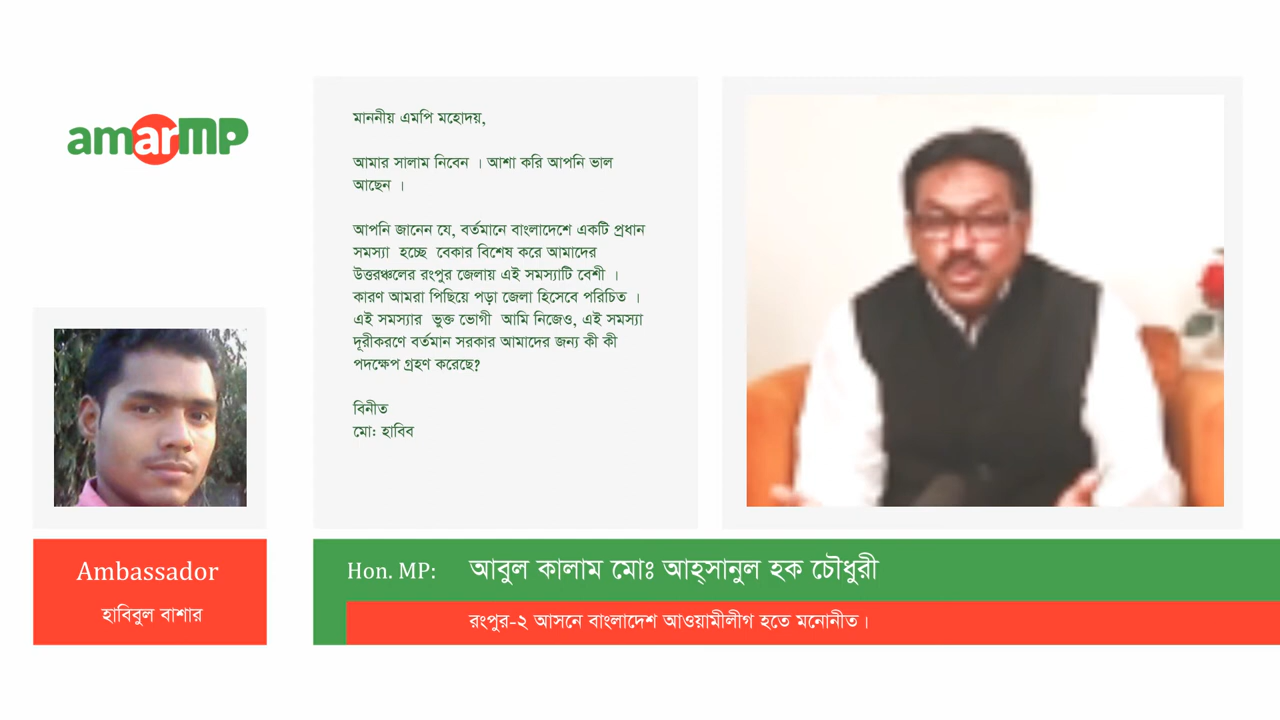 amarMP
মাননীয় এমপি মহোদয়,
আমার সালাম নিবেন । আশা করি আপনি ভাল
আছেন ।
আপনি জানেন যে, বর্তমানে বাংলাদেশে একটি প্রধান
সমস্যা হচ্ছে বেকার বিশেষ করে আমাদের
উত্তরঞ্চলের রংপুর জেলায় এই সমস্যাটি বেশী ।
কারণ আমরা পিছিয়ে পড়া জেলা হিসেবে পরিচিত ।
এই সমস্যার ভুক্ত ভোগী আমি নিজেও, এই সমস্যা
দূরীকরণে বর্তমান সরকার আমাদের জন্য কী কী
পদক্ষেপ গ্রহণ করেছে?
বিনীত
মো: হাবিব
Ambassador
হাবিবুল বাশার
Hon. MP: আবুল কালাম মোঃ আহ্‌সানুল হক চৌধুরী
রংপুর-২ আসনে বাংলাদেশ আওয়ামীলীগ হতে মনোনীত।